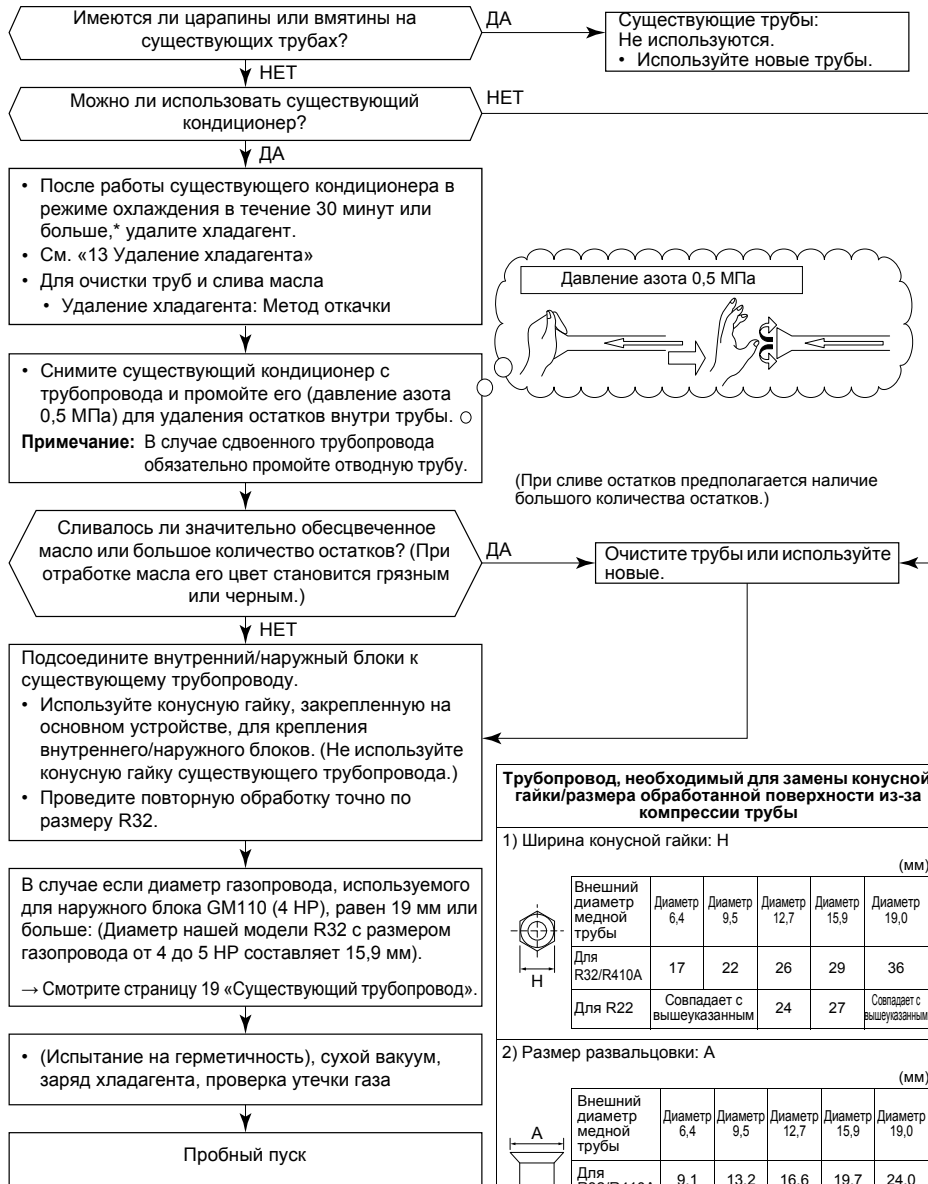 Имеются ли царапины или вмятины на
существующих трубах?
ДА
Существующие трубы:
Не используются.
• Используйте новые трубы.
НЕТ
Можно ли использовать существующий
кондиционер?
НЕТ
ДА
• После работы существующего кондиционера в
режиме охлаждения в течение 30 минут или
больше,* удалите хладагент.
• См. «13 Удаление хладагента»
• Для очистки труб и слива масла
• Удаление хладагента: Метод откачки
Давление азота 0,5 МПа
• Снимите существующий кондиционер с
трубопровода и промойте его (давление азота
0,5 МПа) для удаления остатков внутри трубы.
Примечание: В случае сдвоенного трубопровода
обязательно промойте отводную трубу.
(При сливе остатков предполагается наличие
большого количества остатков.)
Сливалось ли значительно обесцвеченное
масло или большое количество остатков? (При
отработке масла его цвет становится грязным
или черным.)
ДА
Очистите трубы или используйте
новые.
НЕТ
Подсоедините внутренний/наружный блоки к
существующему трубопроводу.
• Используйте конусную гайку, закрепленную на
основном устройстве, для крепления
внутреннего/наружного блоков. (Не используйте
конусную гайку существующего трубопровода.)
• Проведите повторную обработку точно по
размеру R32.
В случае если диаметр газопровода, используемого
для наружного блока GM110 (4 HP), равен 19 мм или
больше: (Диаметр нашей модели R32 с размером
газопровода от 4 до 5 HP составляет 15,9 мм).
→ Смотрите страницу 19 «Существующий трубопровод».
• (Испытание на герметичность), сухой вакуум,
заряд хладагента, проверка утечки газа
Пробный пуск
Трубопровод, необходимый для замены конусной
гайки/размера обработанной поверхности из-за
компрессии трубы
1) Ширина конусной гайки: H
(мм)
H
Внешний диаметр медной трубы Диаметр 6,4 Диаметр 9,5 Диаметр 12,7 Диаметр 15,9 Диаметр 19,0
Для R32/R410A 17 22 26 29 36
Для R22 Совпадает с вышеуказанным 24 27 Совпадает с вышеуказанным
2) Размер развальцовки: A
(мм)
A
Внешний диаметр медной трубы Диаметр 6,4 Диаметр 9,5 Диаметр 12,7 Диаметр 15,9 Диаметр 19,0
Для 9,1 13,2 16,6 19,7 24,0